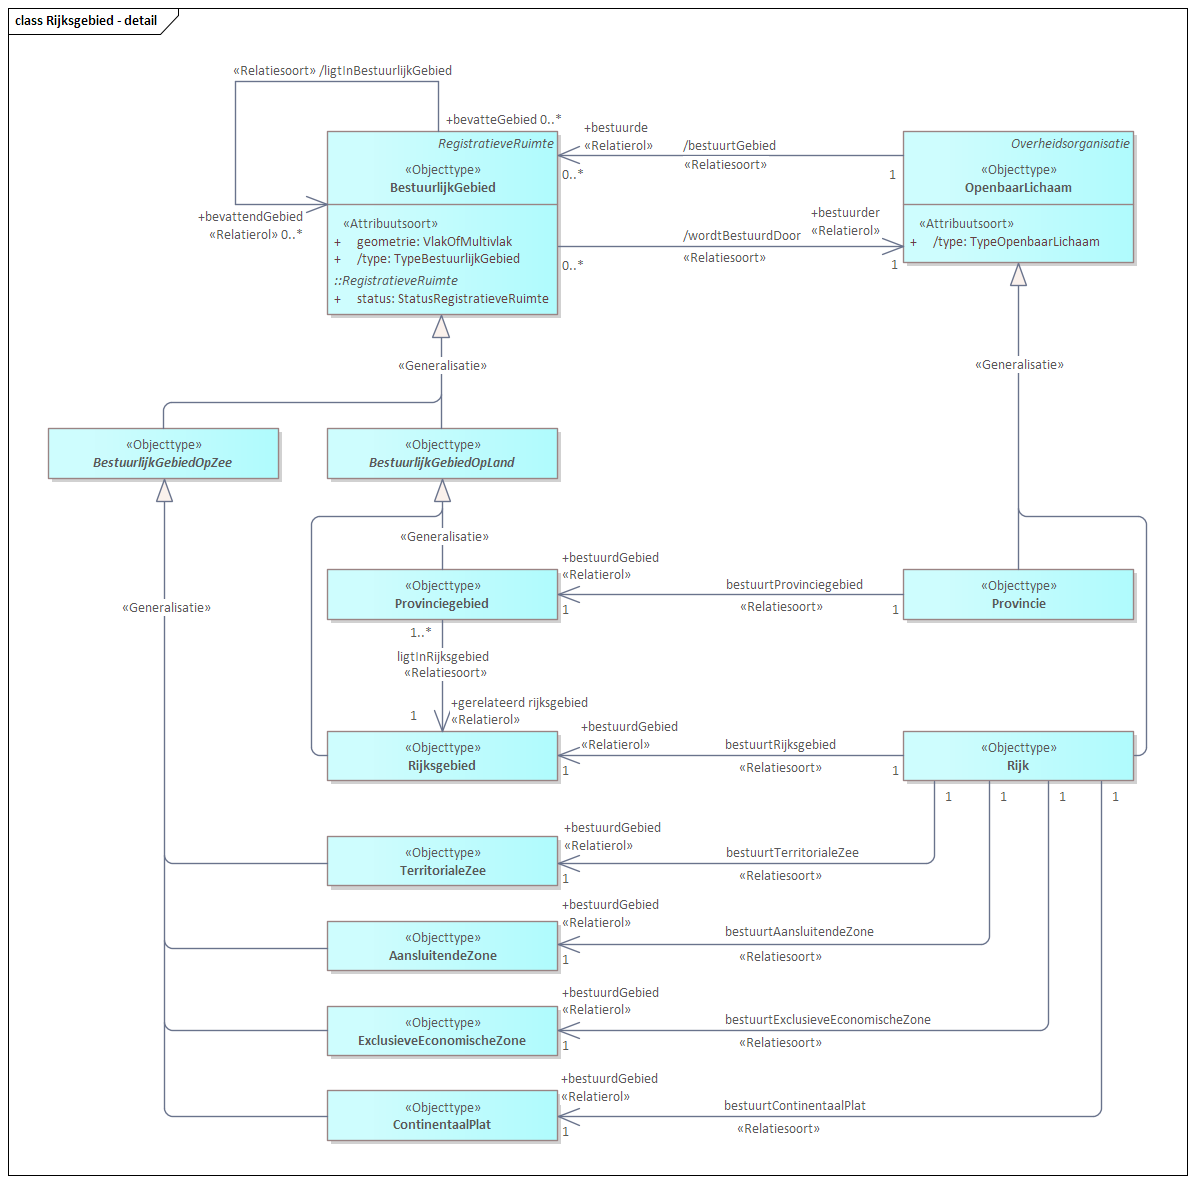 class Rijksgebied - detail
«Relatiesoort» /ligtInBestuurlijkGebied
+bevatteGebied 0..*
+bevattendGebied
«Relatierol» 0..*
RegistratieveRuimte
«Objecttype»
BestuurlijkGebied
«Attribuutsoort»
+ geometrie: VlakOfMultivlak
+ /type: TypeBestuurlijkGebied
::RegistratieveRuimte
+ status: StatusRegistratieveRuimte
+bestuurde
«Relatierol»
0..*
/bestuurtGebied
«Relatiesoort»
1
Overheidsorganisatie
«Objecttype»
OpenbaarLichaam
«Attribuutsoort»
+ /type: TypeOpenbaarLichaam
+bestuurder
«Relatierol»
/wordtBestuurdDoor
«Relatiesoort»
0..*
1
«Generalisatie»
«Generalisatie»
«Objecttype»
BestuurlijkGebiedOpZee
«Objecttype»
BestuurlijkGebiedOpLand
«Generalisatie»
+bestuurdGebied
«Relatierol»
1
bestuurtProvinciegebied
«Relatiesoort»
1
«Objecttype»
Provinciegebied
«Objecttype»
Provincie
«Generalisatie»
1..*
ligtInRijksgebied
«Relatiesoort»
1
+gerelateerd rijksgebied
«Relatierol»
+bestuurdGebied
«Relatierol»
1
bestuurtRijksgebied
«Relatiesoort»
1
«Objecttype»
Rijksgebied
«Objecttype»
Rijk
1
1
1
1
+bestuurdGebied
«Relatierol»
1
bestuurtTerritorialeZee
«Relatiesoort»
«Objecttype»
TerritorialeZee
+bestuurdGebied
«Relatierol»
1
bestuurtAansluitendeZone
«Relatiesoort»
«Objecttype»
AansluitendeZone
+bestuurdGebied
«Relatierol»
1
bestuurtExclusieveEconomischeZone
«Relatiesoort»
«Objecttype»
ExclusieveEconomischeZone
+bestuurdGebied
«Relatierol»
1
bestuurtContinentaalPlat
«Relatiesoort»
«Objecttype»
ContinentaalPlat